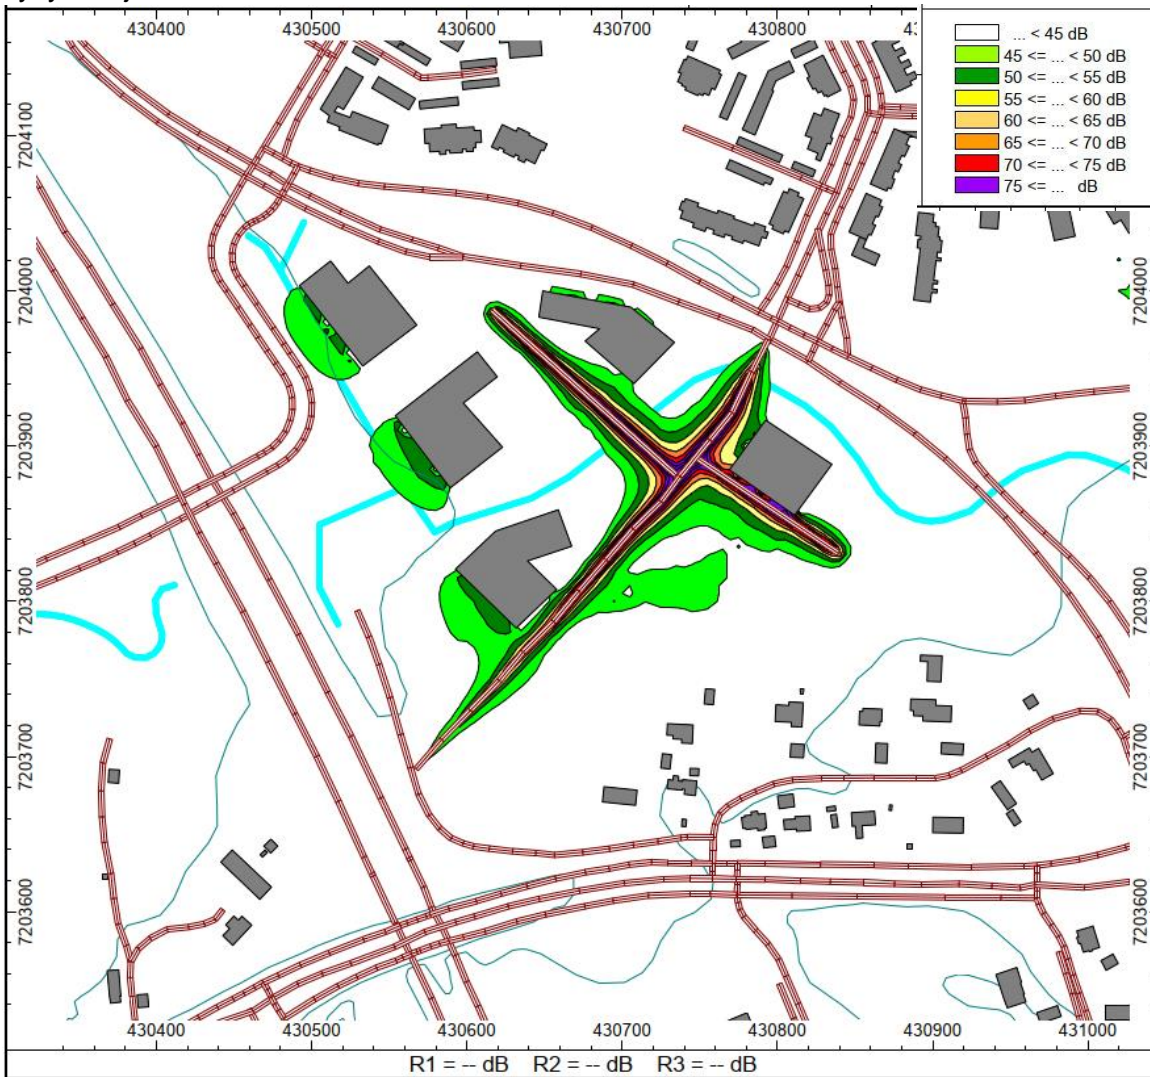 430400 430500 430600 430700 430800
... < 45 dB
45 <= ... < 50 dB
50 <= ... < 55 dB
55 <= ... < 60 dB
60 <= ... < 65 dB
65 <= ... < 70 dB
70 <= ... < 75 dB
75 <= ... dB
7204100
7204000 7204000
7203900 7203900
7203800 7203800
7203700 7203700
7203600 7203600
430400 430500 430600 430700 430800 430900 431000
R1 = -- dB R2 = -- dB R3 = -- dB